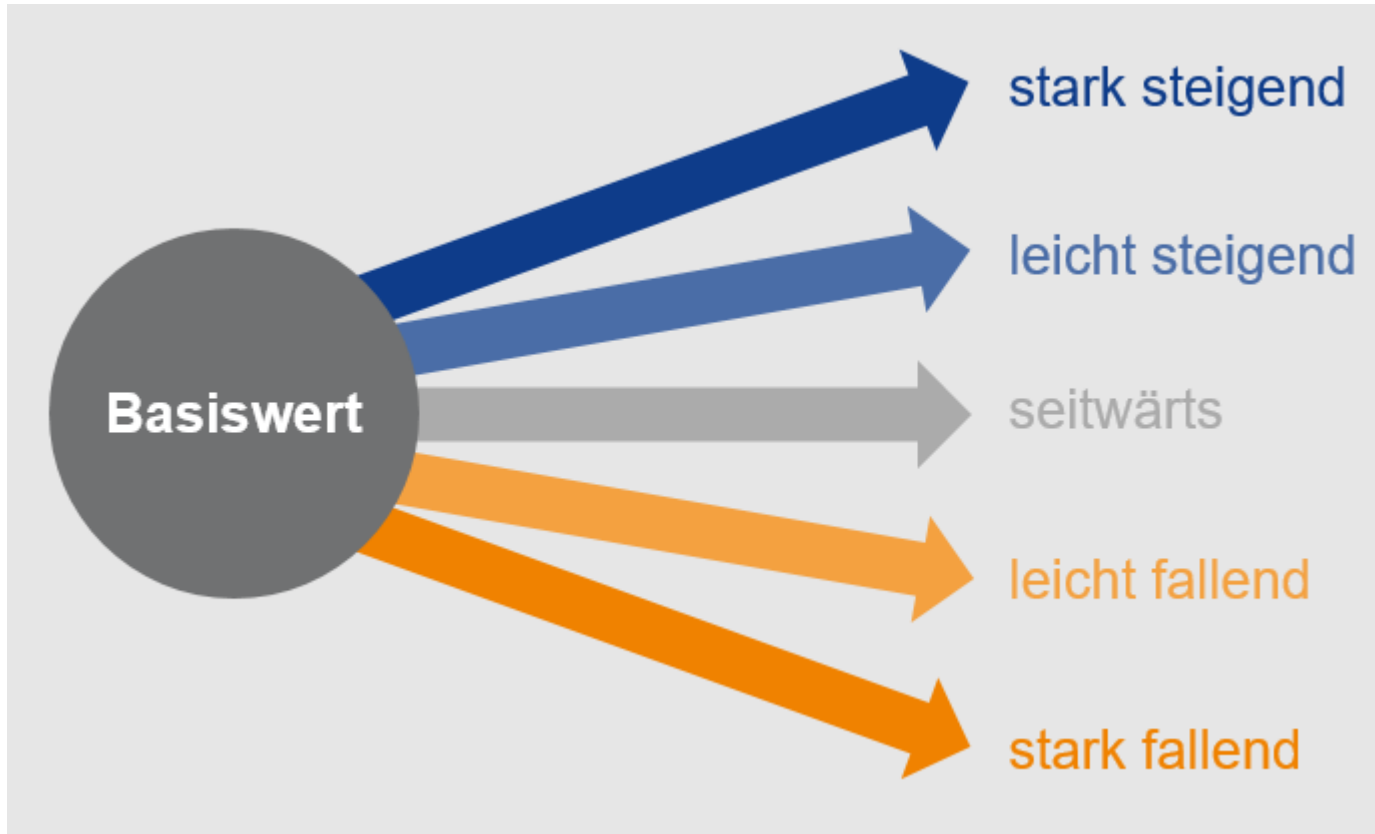 stark steigend
leicht steigend
Basiswert
seitwärts
leicht fallend
stark fallend